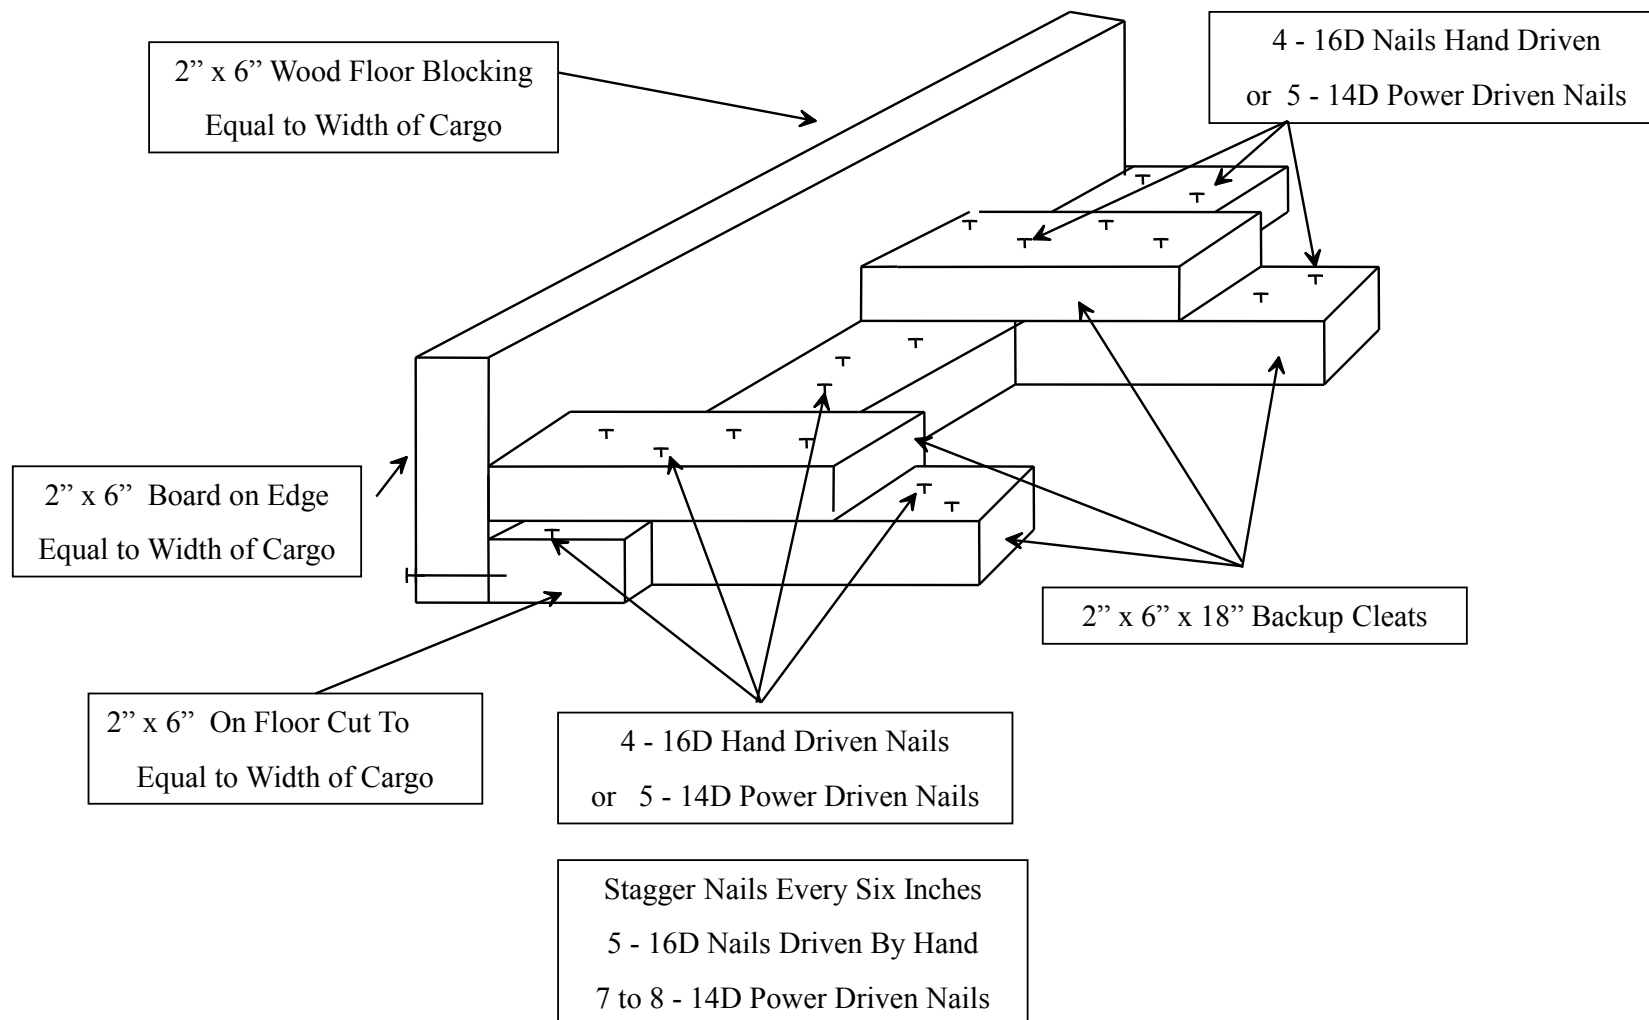 2” x 6” Wood Floor Blocking
Equal to Width of Cargo
4 - 16D Nails Hand Driven
or 5 - 14D Power Driven Nails
2” x 6” Board on Edge
Equal to Width of Cargo
2” x 6” x 18” Backup Cleats
2” x 6” On Floor Cut To
Equal to Width of Cargo
4 - 16D Hand Driven Nails
or 5 - 14D Power Driven Nails
Stagger Nails Every Six Inches
5 - 16D Nails Driven By Hand
7 to 8 - 14D Power Driven Nails